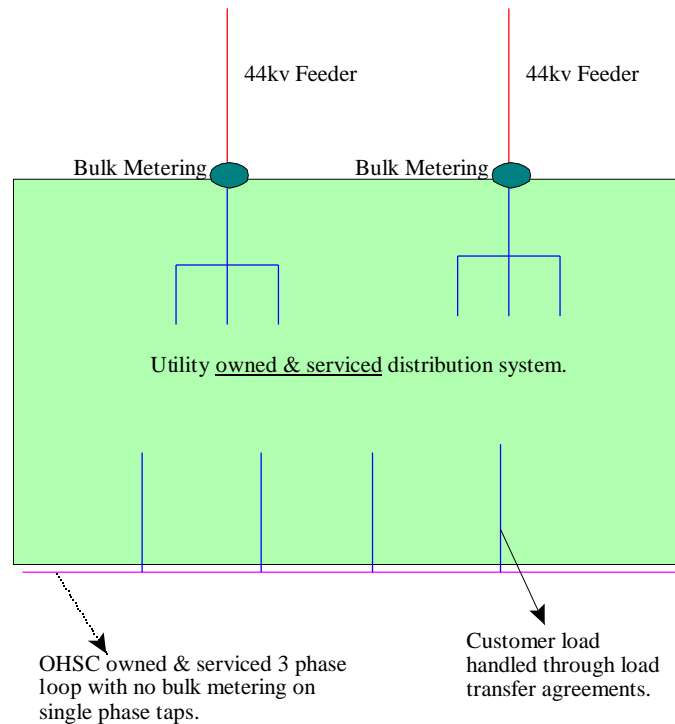 44kv Feeder
44kv Feeder
Bulk Metering
Bulk Metering
Utility owned & serviced distribution system.
OHSC owned & serviced 3 phase
loop with no bulk metering on
single phase taps.
Customer load
handled through load
transfer agreements.